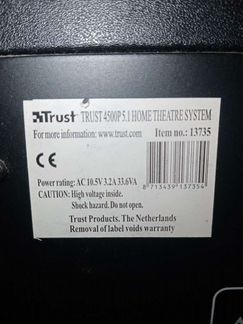 Trust TRUST 4500P 5.1 HOME THEATRE SYSTEM
For more information: www.trust.com Item no.: 13735
CE
8 713439 137354
Power rating: AC 10.5V 3.2A 33.6VA
CAUTION: High voltage inside.
Shock hazard. Do not open.
Trust Products. The Netherlands
Removal of label voids warranty